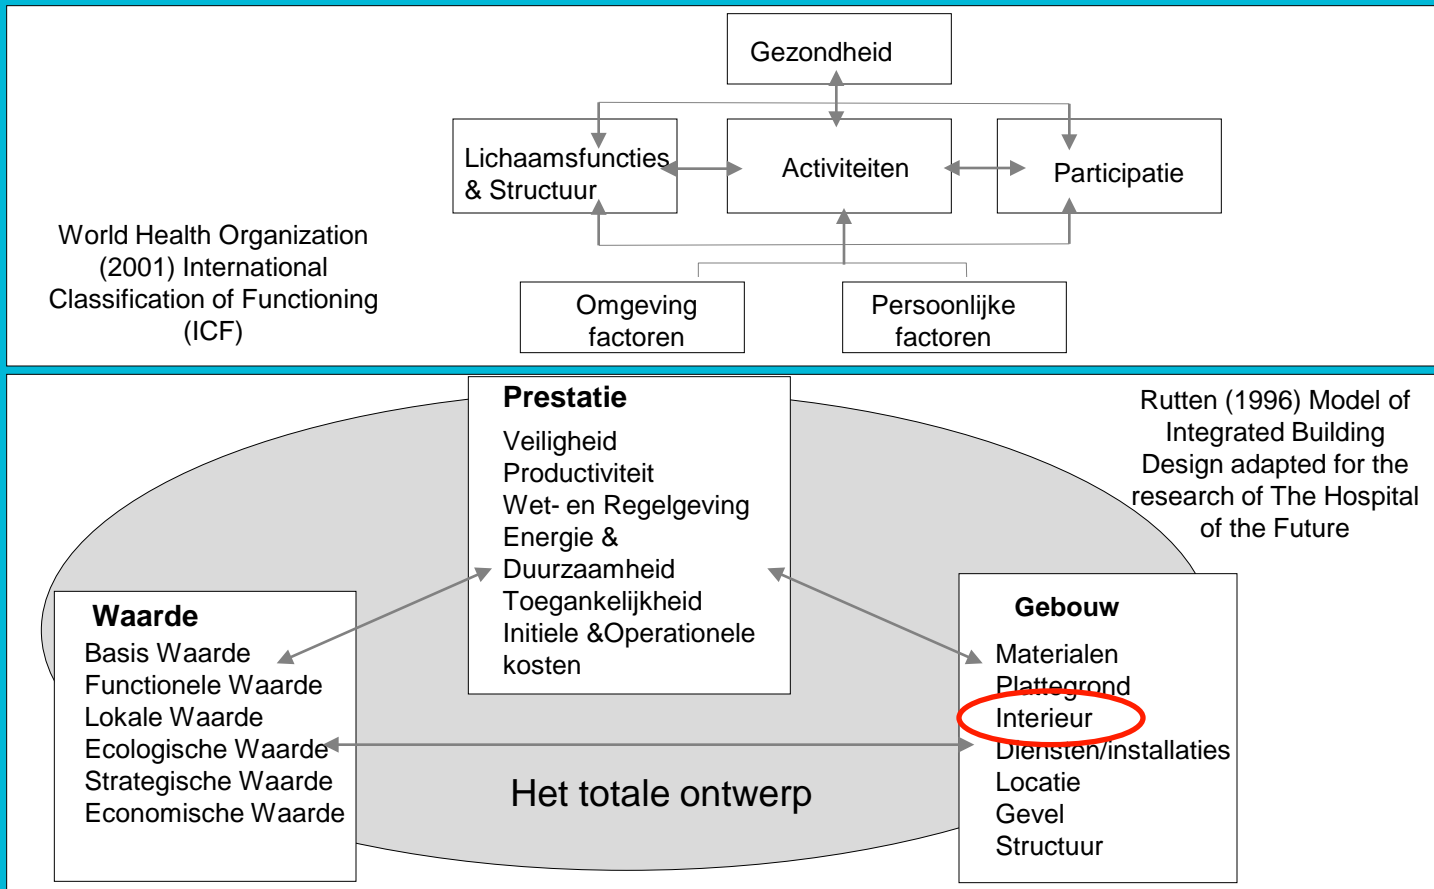 Gezondheid
Lichaamsfuncties
& Structuur
Activiteiten
Participatie
World Health Organization
(2001) International
Classification of Functioning
(ICF)
Omgeving
factoren
Persoonlijke
factoren
Prestatie
Veiligheid
Productiviteit
Wet- en Regelgeving
Energie &
Duurzaamheid
Toegankelijkheid
Initiele &Operationele
kosten
Rutten (1996) Model of
Integrated Building
Design adapted for the
research of The Hospital
of the Future
Waarde
Basis Waarde
Functionele Waarde
Lokale Waarde
Ecologische Waarde
Strategische Waarde
Economische Waarde
Gebouw
Materialen
Plattegrond
Interieur
Diensten/installaties
Locatie
Gevel
Structuur
Het totale ontwerp